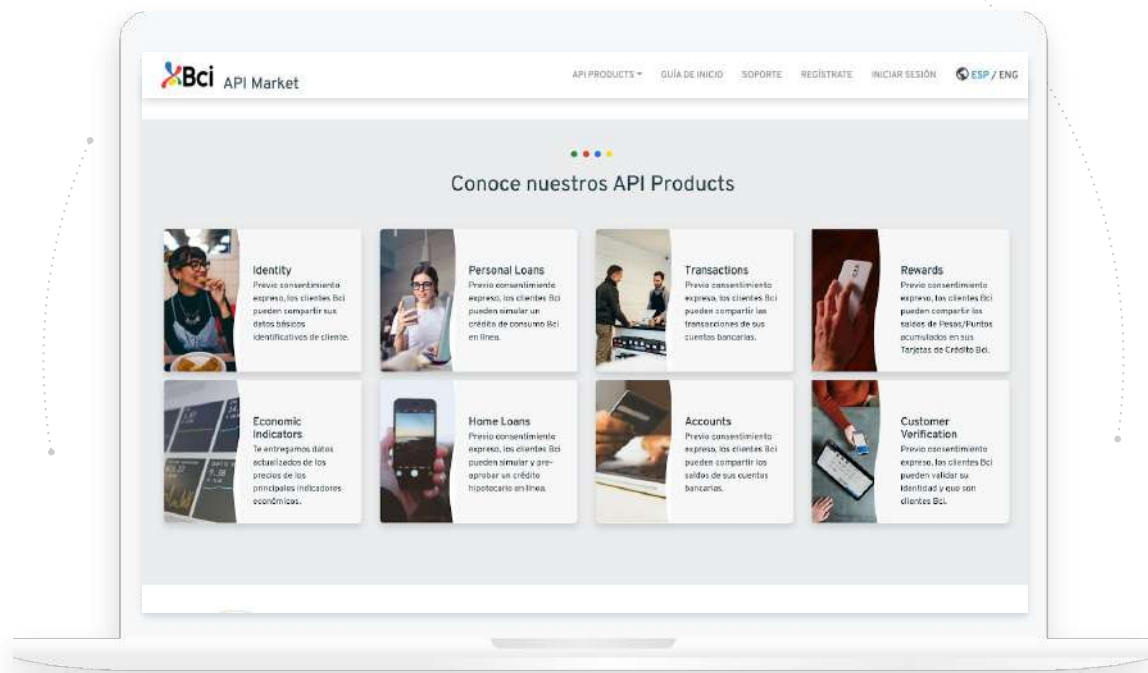 Bci API Market
API PRODUCTS
GUÍA DE INICIO
SOPORTE
REGÍSTRATE
INICIAR SESIÓN
ESP / ENG
Conoce nuestros API Products
Identity
Previo consentimiento
expreso, los clientes Bci
pueden compartir sus
datos básicos
identificativos de cliente.
Personal Loans
Previo consentimiento
expreso, los clientes Bci
pueden simular un
crédito de consumo Bci
en línea.
Transactions
Previo consentimiento
expreso, los clientes Bci
pueden compartir las
transacciones de sus
cuentas bancarias.
Rewards
Previo consentimiento
expreso, los clientes Bci
pueden compartir los
saldos de Pesos/Puntos
acumulados en sus
Tarjetas de Crédito Bci.
Economic
Indicators
Te entregamos datos
actualizados de los
precios de los
principales indicadores
económicos.
Home Loans
Previo consentimiento
expreso, los clientes Bci
pueden simular y pre-
aprobar un crédito
hipotecario en línea.
Accounts
Previo consentimiento
expreso, los clientes Bci
pueden compartir los
saldos de sus cuentas
bancarias.
Customer
Verification
Previo consentimiento
expreso, los clientes Bci
pueden validar su
identidad y que son
clientes Bci.